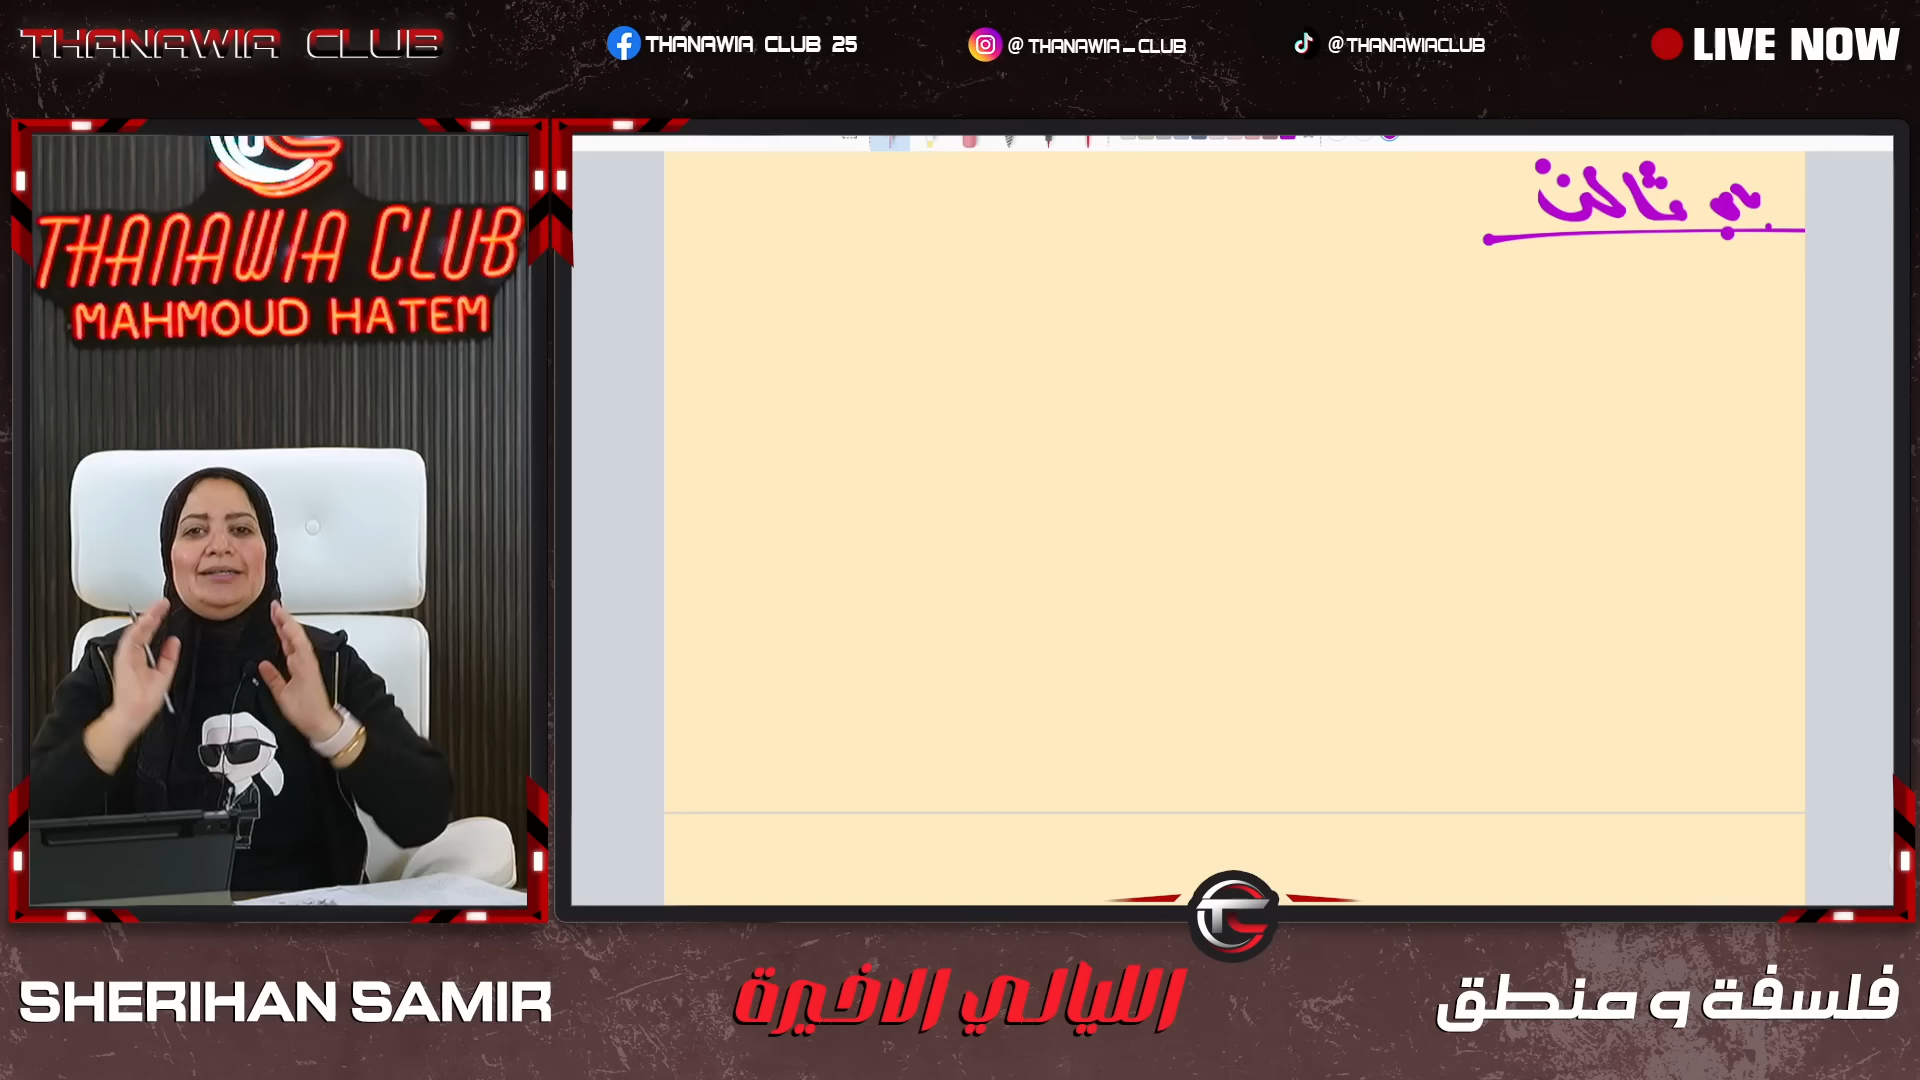 THANAWIA CLUB
THANAWIA CLUB 25
@ THANAWIA_CLUB
@THANAWIACLUB
LIVE NOW
THANAWIA CLUB
MAHMOUD HATEM
TC
SHERIHAN SAMIR
الليالي الاخيرة
فلسفة و منطق